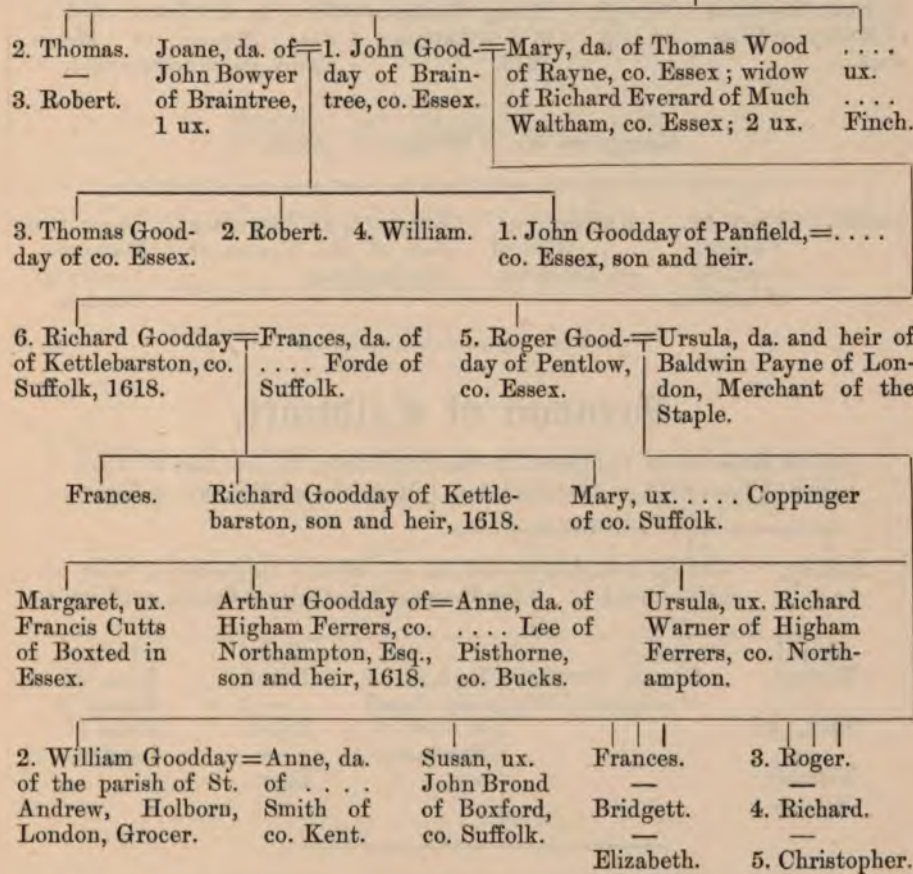 2. Thomas.
—
3. Robert.
Joane, da. of
John Bowyer
of Braintree,
1 ux.
1. John Good-
day of Brain-
tree, co. Essex.
Mary, da. of Thomas Wood
of Rayne, co. Essex; widow
of Richard Everard of Much
Waltham, co. Essex; 2 ux.
. . . .
ux.
. . . .
Finch.
3. Thomas Good-
day of co. Essex.
2. Robert.
4. William.
1. John Goodday of Panfield,=. . . .
co. Essex, son and heir.
6. Richard Goodday
of Kettlebarston, co.
Suffolk, 1618.
Frances, da. of
. . . . Forde of
Suffolk.
5. Roger Good-
day of Pentlow,
co. Essex.
Ursula, da. and heir of
Baldwin Payne of Lon-
don, Merchant of the
Staple.
Frances.
Richard Goodday of Kettle-
barston, son and heir, 1618.
Mary, ux. . . . . Coppinger
of co. Suffolk.
Margaret, ux.
Francis Cutts
of Boxted in
Essex.
Arthur Goodday of=
Higham Ferrers, co.
Northampton, Esq.,
son and heir, 1618.
Anne, da. of
. . . . Lee of
Pisthorne,
co. Bucks.
Ursula, ux. Richard
Warner of Higham
Ferrers, co. North-
ampton.
2. William Goodday=
of the parish of St.
Andrew, Holborn,
London, Grocer.
Anne, da.
of . . . .
Smith of
co. Kent.
Susan, ux.
John Brond
of Boxford,
co. Suffolk.
Frances.
—
Bridgett.
—
Elizabeth.
3. Roger.
—
4. Richard.
—
5. Christopher.